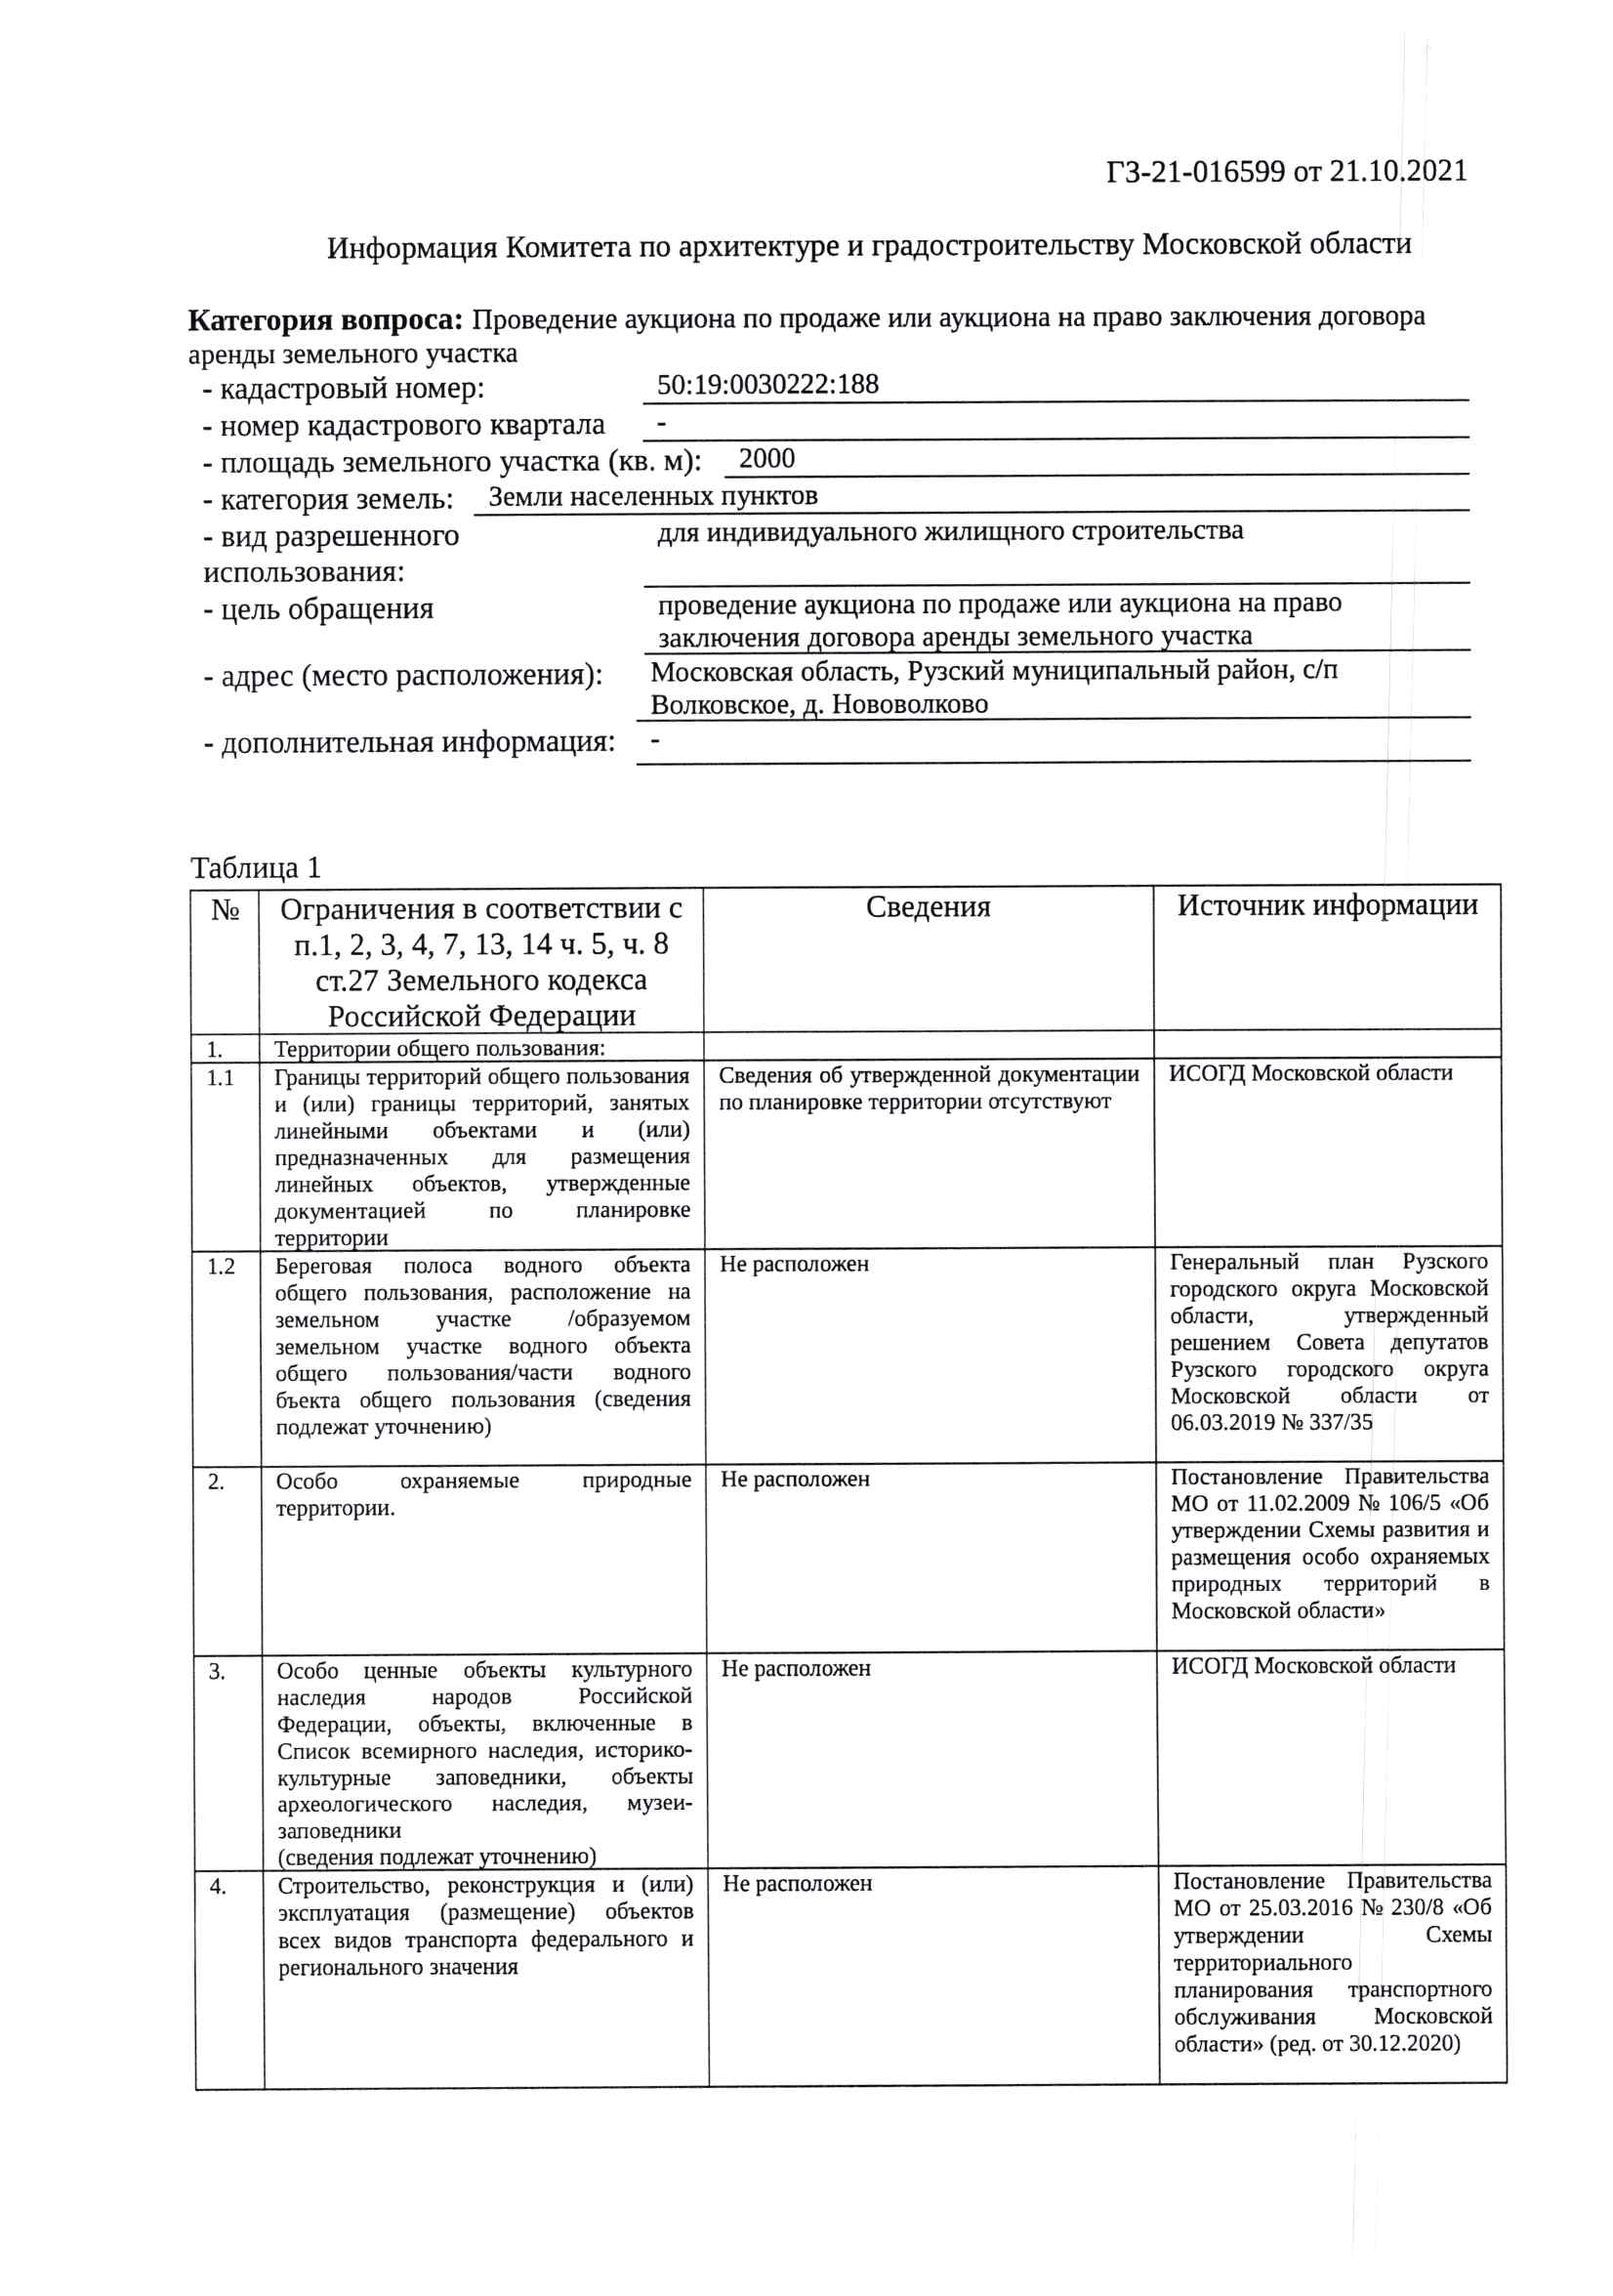 ГЗ-21-016599 от 21.10.2021
Информация Комитета по архитектуре и градостроительству Московской области
Категория вопроса: Проведение аукциона по продаже или аукциона на право заключения договора
аренды земельного участка
- кадастровый номер: 50:19:0030222:188
- номер кадастрового квартала -
- площадь земельного участка (кв. м): 2000
- категория земель: Земли населенных пунктов
- вид разрешенного для индивидуального жилищного строительства
использования:
- цель обращения проведение аукциона по продаже или аукциона на право
заключения договора аренды земельного участка
- адрес (место расположения): Московская область, Рузский муниципальный район, с/п
Волковское, д. Нововолково
- дополнительная информация: -
Таблица 1
№
Ограничения в соответствии с
п.1, 2, 3, 4, 7, 13, 14 ч. 5, ч. 8
ст.27 Земельного кодекса
Российской Федерации
Сведения
Источник информации
1.
Территории общего пользования:
1.1
Границы территорий общего пользования
и (или) границы территорий, занятых
линейными объектами и (или)
предназначенных для размещения
линейных объектов, утвержденные
документацией по планировке
территории
Сведения об утвержденной документации
по планировке территории отсутствуют
ИСОГД Московской области
1.2
Береговая полоса водного объекта
общего пользования, расположение на
земельном участке /образуемом
земельном участке водного объекта
общего пользования/части водного
бъекта общего пользования (сведения
подлежат уточнению)
Не расположен
Генеральный план Рузского
городского округа Московской
области, утвержденный
решением Совета депутатов
Рузского городского округа
Московской области от
06.03.2019 № 337/35
2.
Особо охраняемые природные
территории.
Не расположен
Постановление Правительства
МО от 11.02.2009 № 106/5 «Об
утверждении Схемы развития и
размещения особо охраняемых
природных территорий в
Московской области»
3.
Особо ценные объекты культурного
наследия народов Российской
Федерации, объекты, включенные в
Список всемирного наследия, историко-
культурные заповедники, объекты
археологического наследия, музеи-
заповедники
(сведения подлежат уточнению)
Не расположен
ИСОГД Московской области
4.
Строительство, реконструкция и (или)
эксплуатация (размещение) объектов
всех видов транспорта федерального и
регионального значения
Не расположен
Постановление Правительства
МО от 25.03.2016 № 230/8 «Об
утверждении Схемы
территориального
планирования транспортного
обслуживания Московской
области» (ред. от 30.12.2020)